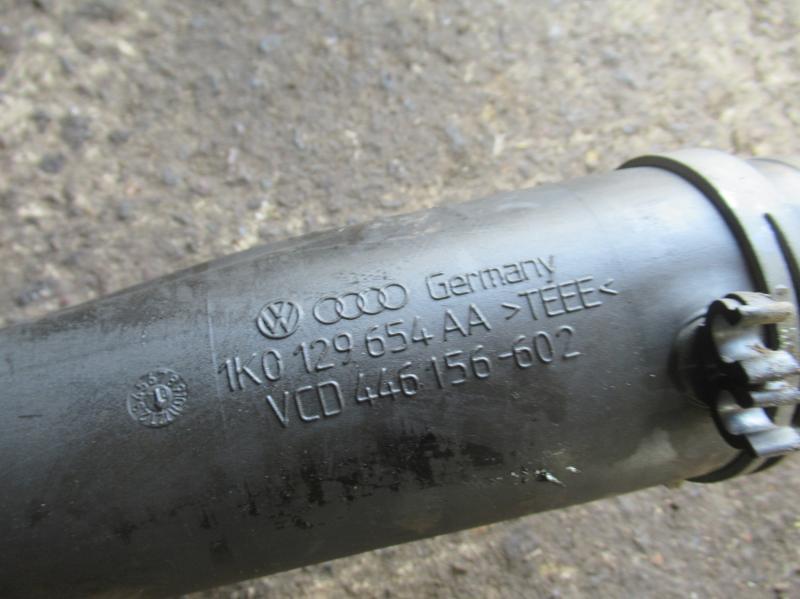 Germany
1K0 129 654 AA >TEEE<
VCD 446 156-602